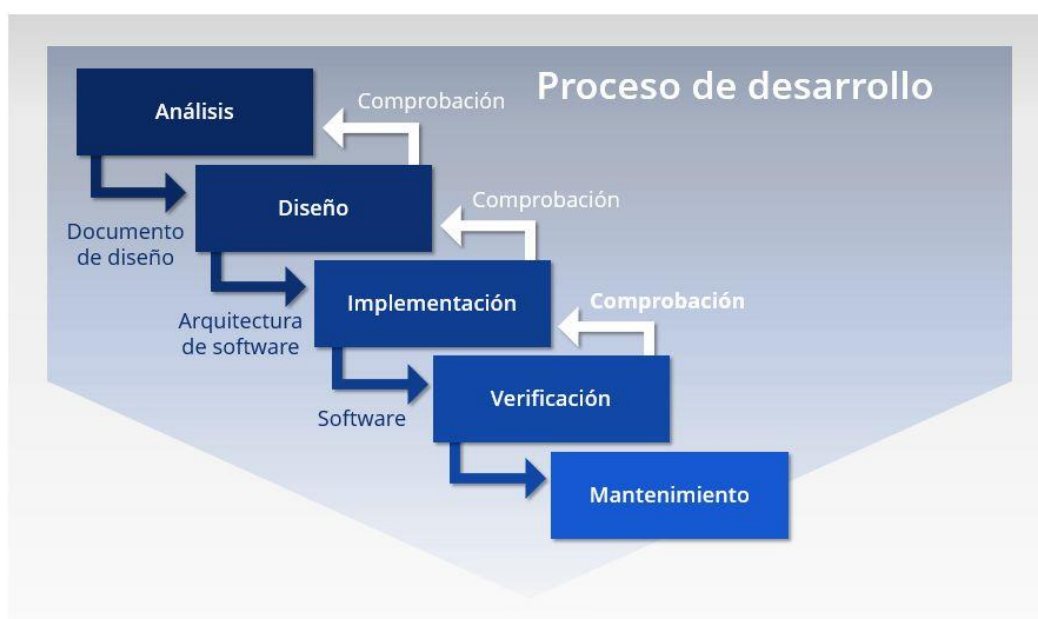 Proceso de desarrollo
Análisis
Comprobación
Diseño
Comprobación
Documento
de diseño
Implementación
Comprobación
Arquitectura
de software
Verificación
Software
Mantenimiento